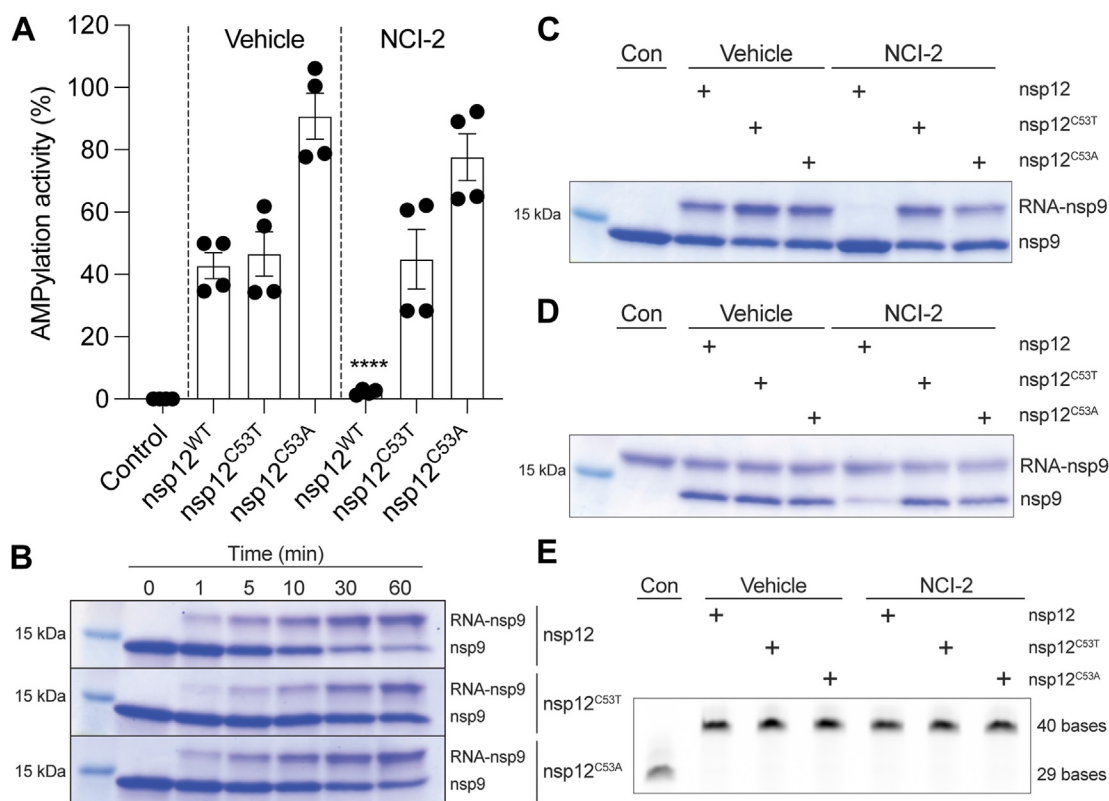 A
AMPylation activity (%)
120
100
80
60
40
20
0
Vehicle
NCI-2
****
Control
nsp12WT
nsp12C53T
nsp12C53A
nsp12WT
nsp12C53T
nsp12C53A
B
Time (min)
0 1 5 10 30 60
15 kDa
RNA-nsp9
nsp9
nsp12
15 kDa
RNA-nsp9
nsp9
nsp12C53T
15 kDa
RNA-nsp9
nsp9
nsp12C53A
C
Con Vehicle NCI-2
+ + nsp12
+ + nsp12C53T
+ + nsp12C53A
15 kDa
RNA-nsp9
nsp9
D
Con Vehicle NCI-2
+ + nsp12
+ + nsp12C53T
+ + nsp12C53A
15 kDa
RNA-nsp9
nsp9
E
Con Vehicle NCI-2
+ + nsp12
+ + nsp12C53T
+ + nsp12C53A
40 bases
29 bases